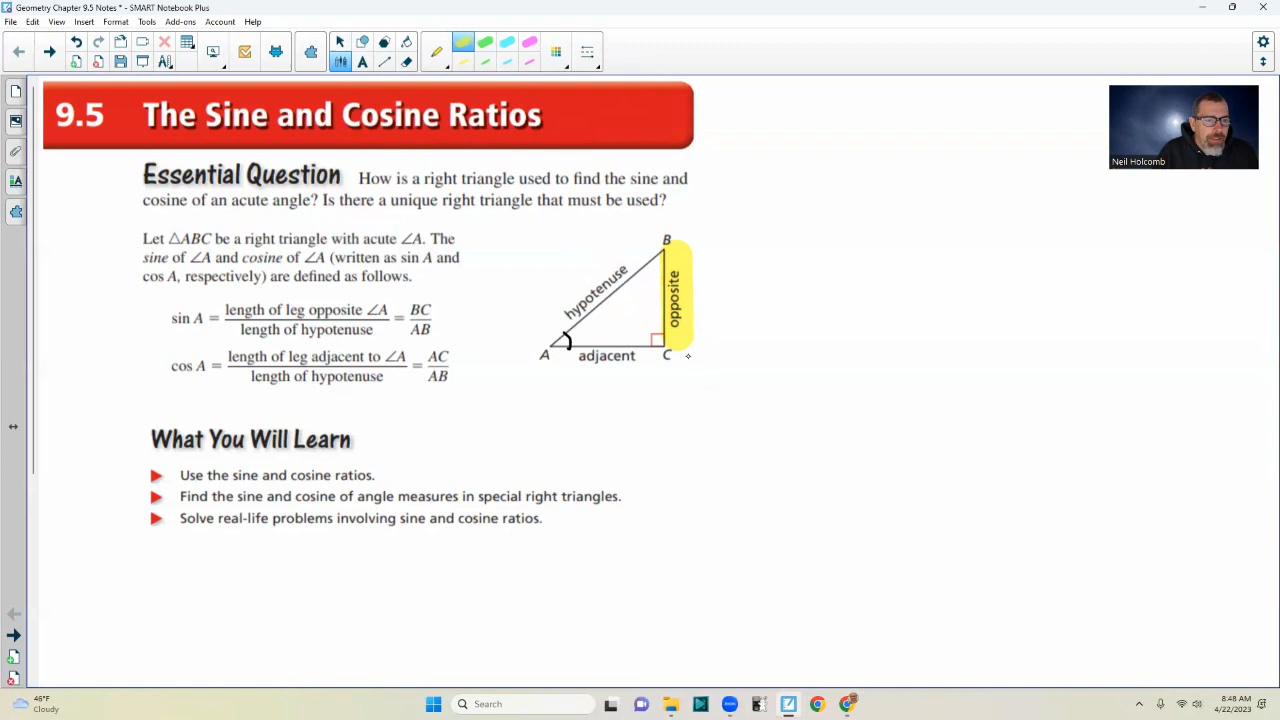 Geometry Chapter 9.5 Notes * - SMART Notebook Plus
File Edit View Insert Format Tools Add-ons Account Help
9.5 The Sine and Cosine Ratios
Neil Holcomb
Essential Question How is a right triangle used to find the sine and
cosine of an acute angle? Is there a unique right triangle that must be used?
Let △ABC be a right triangle with acute ∠A. The
sine of ∠A and cosine of ∠A (written as sin A and
cos A, respectively) are defined as follows.
sin A = length of leg opposite ∠A / length of hypotenuse = BC / AB
cos A = length of leg adjacent to ∠A / length of hypotenuse = AC / AB
B
hypotenuse
opposite
A adjacent C
What You Will Learn
Use the sine and cosine ratios.
Find the sine and cosine of angle measures in special right triangles.
Solve real-life problems involving sine and cosine ratios.
46°F
Cloudy
Search
8:48 AM
4/22/2023